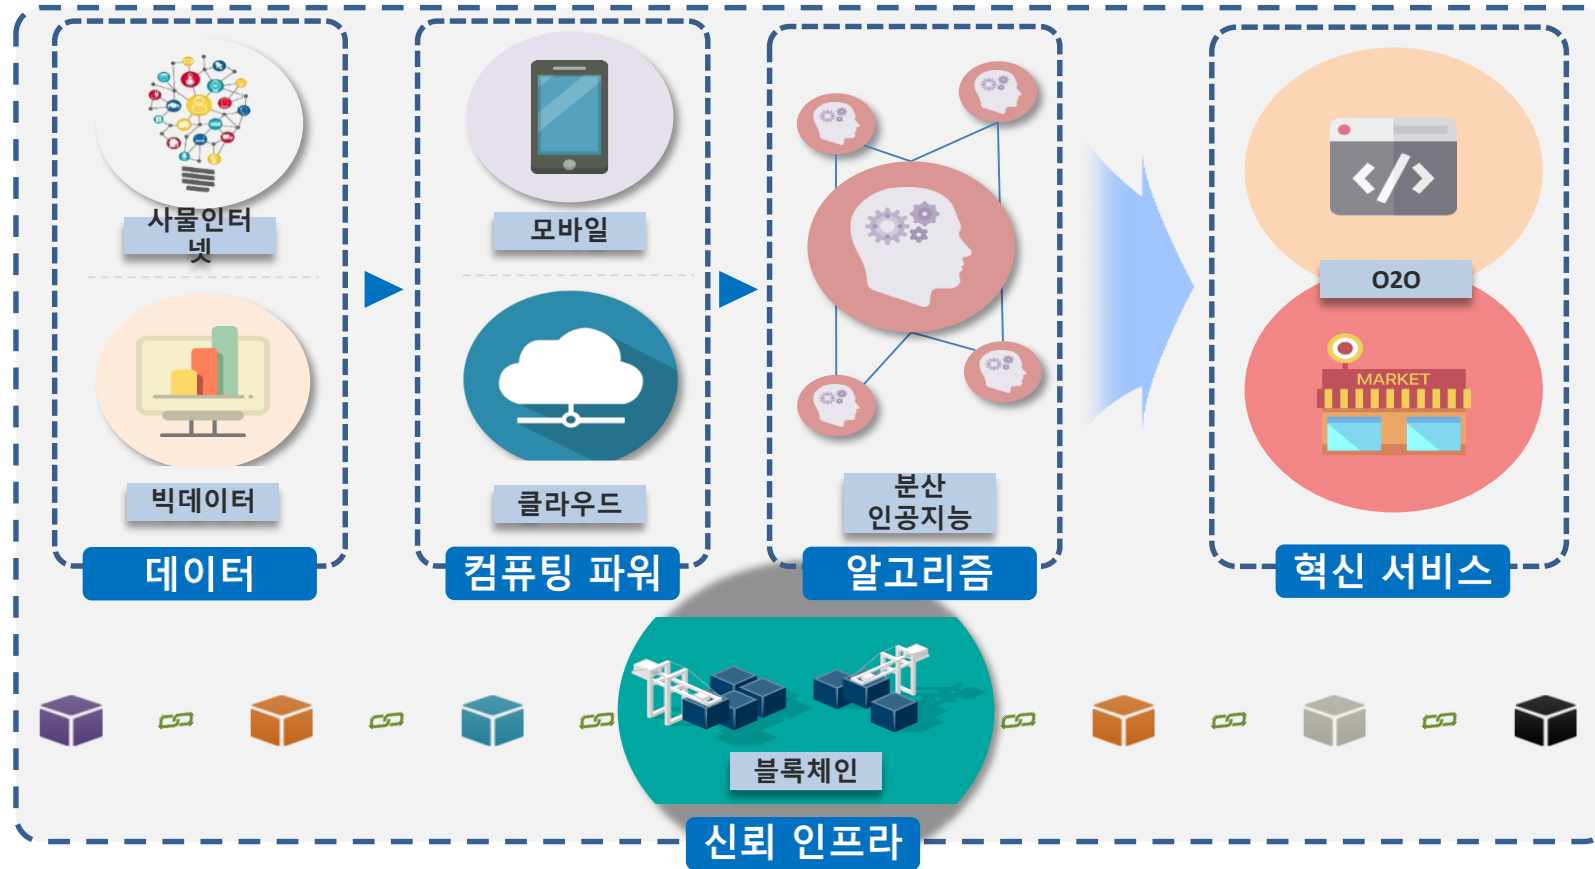 사물인터
넷
빅데이터
데이터
모바일
클라우드
컴퓨팅 파워
분산
인공지능
알고리즘
</>
O2O
MARKET
혁신 서비스
블록체인
신뢰 인프라